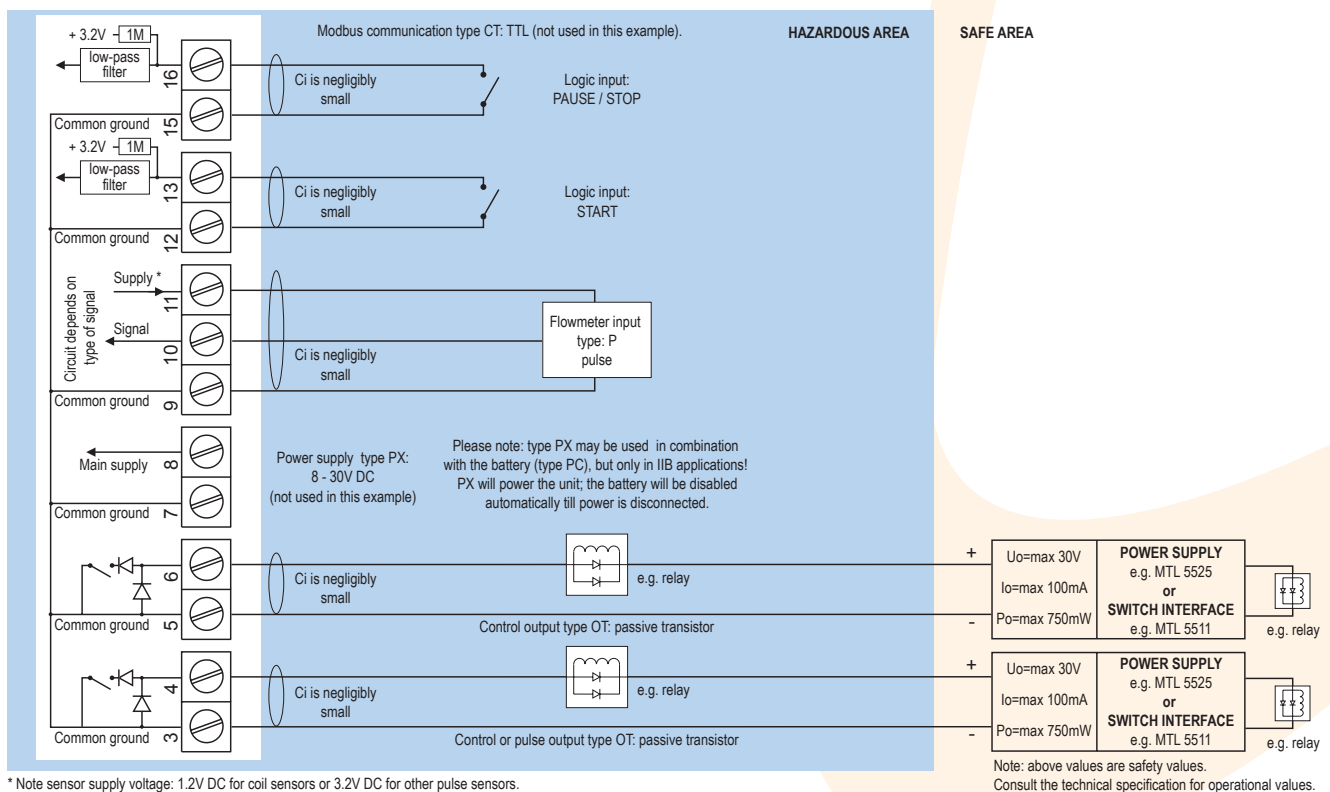 + 3.2V
1M
low-pass
filter
16
Modbus communication type CT: TTL (not used in this example).
HAZARDOUS AREA
SAFE AREA
Ci is negligibly
small
Logic input:
PAUSE / STOP
Common ground
15
+ 3.2V
1M
low-pass
filter
13
Ci is negligibly
small
Logic input:
START
Common ground
12
Circuit depends on
type of signal
Supply *
11
Signal
10
Ci is negligibly
small
Flowmeter input
type: P
pulse
Common ground
9
Main supply
8
Power supply type PX:
8 - 30V DC
(not used in this example)
Please note: type PX may be used in combination
with the battery (type PC), but only in IIB applications!
PX will power the unit; the battery will be disabled
automatically till power is disconnected.
Common ground
7
6
Ci is negligibly
small
e.g. relay
Common ground
5
Control output type OT: passive transistor
+
-
Uo=max 30V
Io=max 100mA
Po=max 750mW
POWER SUPPLY
e.g. MTL 5525
or
SWITCH INTERFACE
e.g. MTL 5511
e.g. relay
4
Ci is negligibly
small
e.g. relay
Common ground
3
Control or pulse output type OT: passive transistor
+
-
Uo=max 30V
Io=max 100mA
Po=max 750mW
POWER SUPPLY
e.g. MTL 5525
or
SWITCH INTERFACE
e.g. MTL 5511
e.g. relay
* Note sensor supply voltage: 1.2V DC for coil sensors or 3.2V DC for other pulse sensors.
Note: above values are safety values.
Consult the technical specification for operational values.